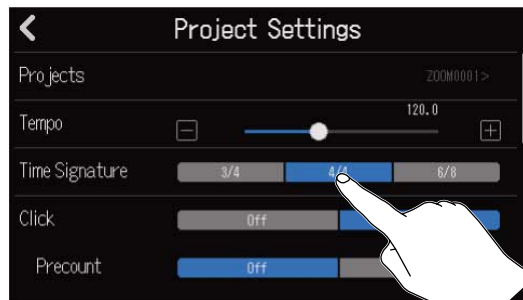 Project Settings
Projects ZOOM0001>
Tempo 120.0
Time Signature 3/4 4/4 6/8
Click Off
Precount Off